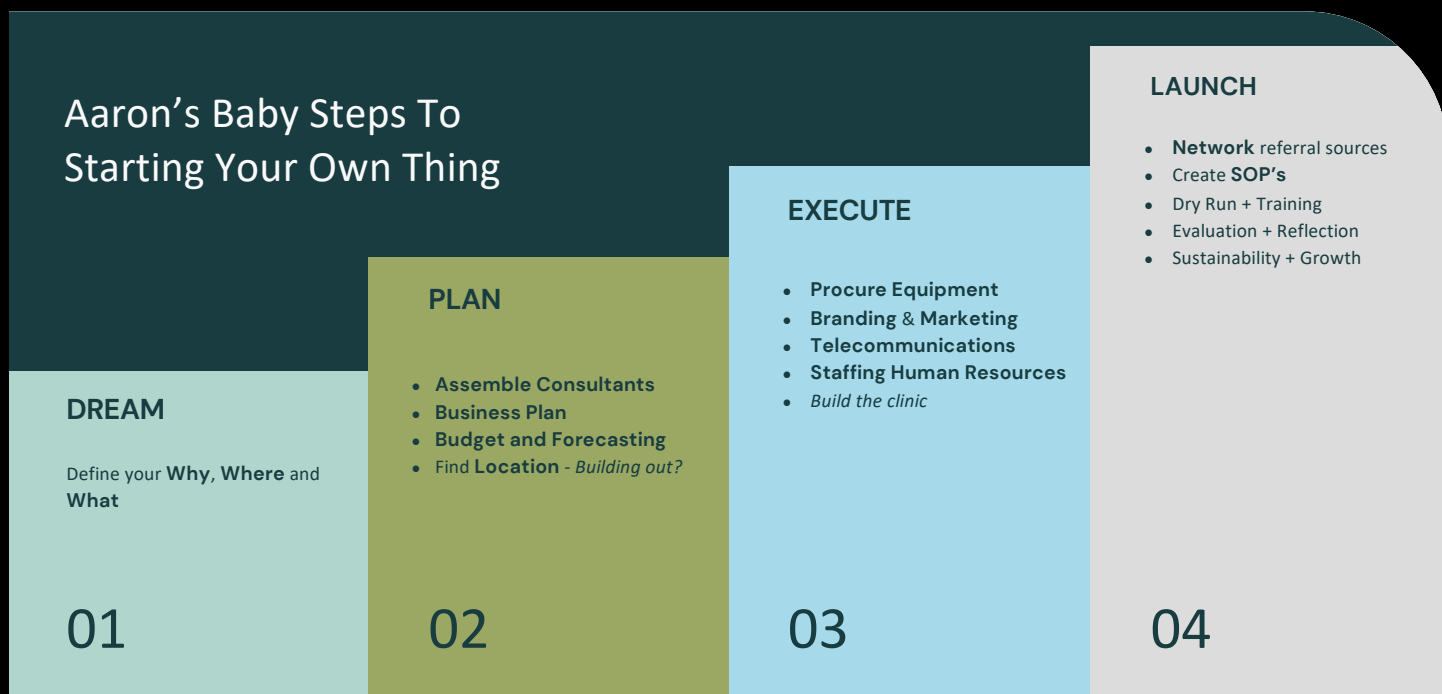 Aaron’s Baby Steps To
Starting Your Own Thing
DREAM
Define your Why, Where and
What
01
PLAN
• Assemble Consultants
• Business Plan
• Budget and Forecasting
• Find Location - Building out?
02
EXECUTE
• Procure Equipment
• Branding & Marketing
• Telecommunications
• Staffing Human Resources
• Build the clinic
03
LAUNCH
• Network referral sources
• Create SOP’s
• Dry Run + Training
• Evaluation + Reflection
• Sustainability + Growth
04